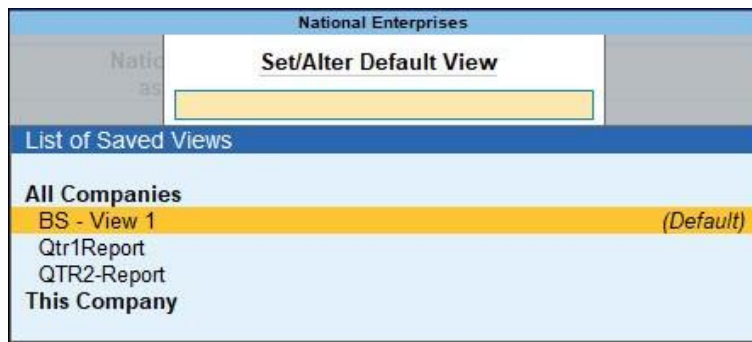 National Enterprises
Set/Alter Default View
List of Saved Views
All Companies
BS - View 1 (Default)
Qtr1Report
QTR2-Report
This Company